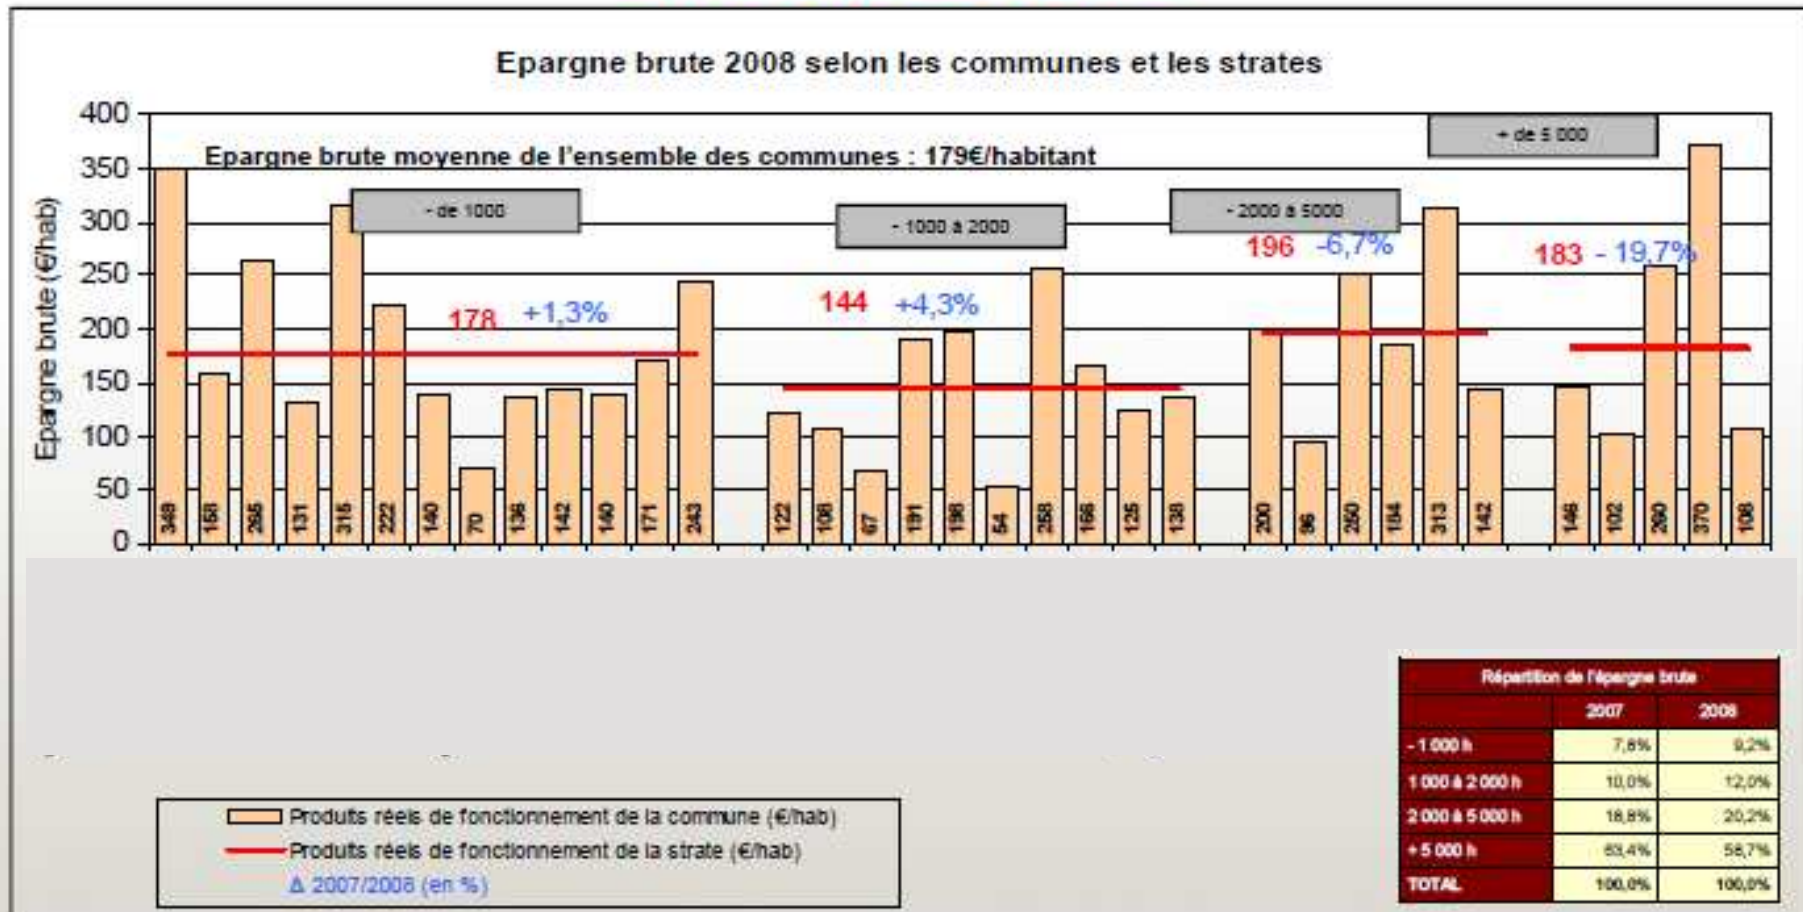 Epargne brute 2008 selon les communes et les strates
Epargne brute (€/hab)
400
350
300
250
200
150
100
50
0
Epargne brute moyenne de l'ensemble des communes : 179€/habitant
- de 1000
- 1000 à 2000
- 2000 à 5000
+ de 5 000
178 +1,3%
144 +4,3%
196 -6,7%
183 - 19,7%
349 158 265 131 315 222 140 70 136 142 140 171 243
122 108 67 191 198 54 258 166 125 138
200 96 250 184 313 142
146 102 260 370 108
Produits réels de fonctionnement de la commune (€/hab)
Produits réels de fonctionnement de la strate (€/hab)
Δ 2007/2008 (en %)
Répartition de l'épargne brute
2007 2008
- 1 000 h 7,8% 9,2%
1 000 à 2 000 h 10,0% 12,0%
2 000 à 5 000 h 18,8% 20,2%
+ 5 000 h 63,4% 58,7%
TOTAL 100,0% 100,0%